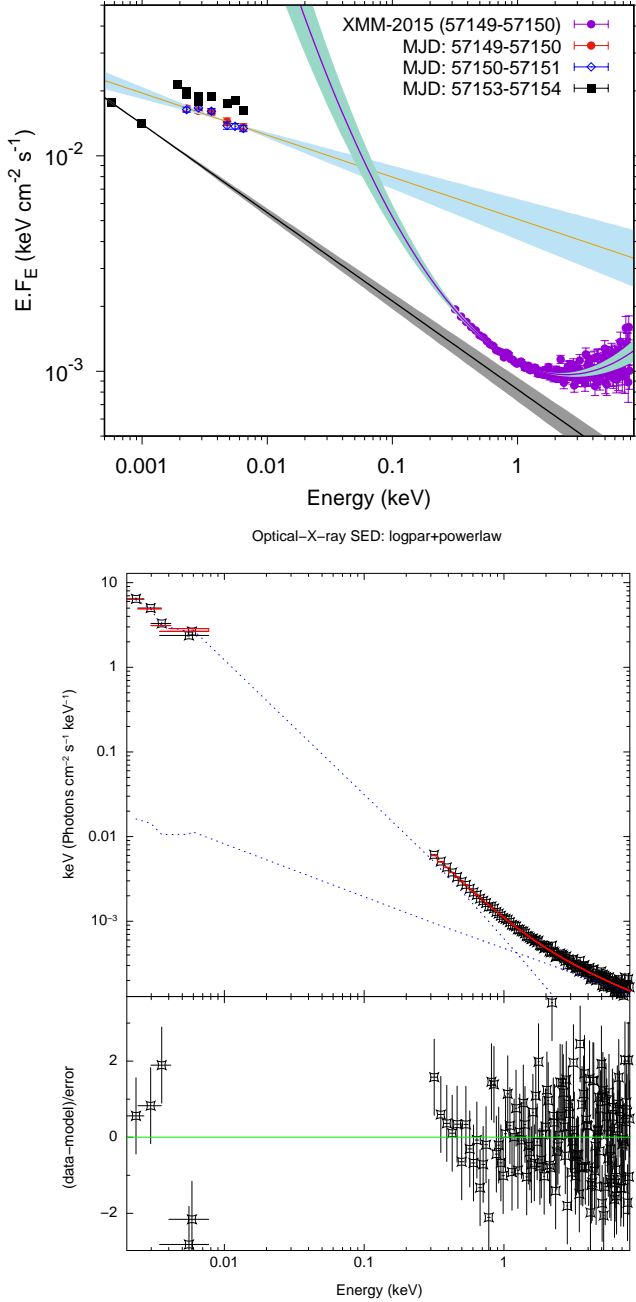 XMM-2015 (57149-57150)
MJD: 57149-57150
MJD: 57150-57151
MJD: 57153-57154
E.F_E (keV cm⁻² s⁻¹)
10⁻²
10⁻³
0.001 0.01 0.1 1
Energy (keV)
Optical−X−ray SED: logpar+powlaw
keV (Photons cm⁻² s⁻¹ keV⁻¹)
10
1
0.1
0.01
10⁻³
(data−model)/error
2
0
−2
0.01 0.1 1
Energy (keV)